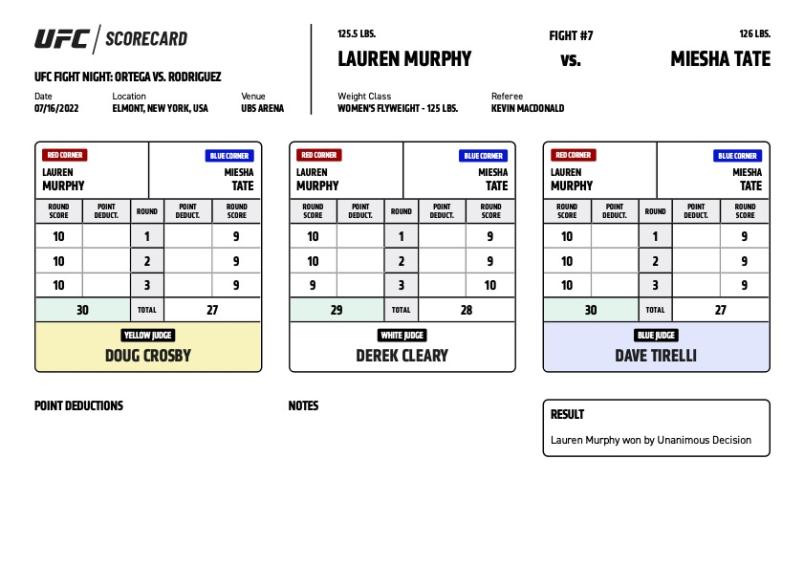 UFC SCORECARD
UFC FIGHT NIGHT: ORTEGA VS. RODRIGUEZ
Date Location Venue
07/16/2022 ELMONT, NEW YORK, USA UBS ARENA
125.5 LBS. FIGHT #7 126 LBS.
LAUREN MURPHY VS. MIESHA TATE
Weight Class Referee
WOMEN'S FLYWEIGHT - 125 LBS. KEVIN MACDONALD
RED CORNER BLUE CORNER
LAUREN MIESHA
MURPHY TATE
ROUND SCORE POINT DEDUCT. ROUND POINT DEDUCT. ROUND SCORE
10 1 9
10 2 9
10 3 9
30 TOTAL 27
YELLOW JUDGE
DOUG CROSBY
RED CORNER BLUE CORNER
LAUREN MIESHA
MURPHY TATE
ROUND SCORE POINT DEDUCT. ROUND POINT DEDUCT. ROUND SCORE
10 1 9
10 2 9
9 3 10
29 TOTAL 28
WHITE JUDGE
DEREK CLEARY
RED CORNER BLUE CORNER
LAUREN MIESHA
MURPHY TATE
ROUND SCORE POINT DEDUCT. ROUND POINT DEDUCT. ROUND SCORE
10 1 9
10 2 9
10 3 9
30 TOTAL 27
BLUE JUDGE
DAVE TIRELLI
POINT DEDUCTIONS
NOTES
RESULT
Lauren Murphy won by Unanimous Decision